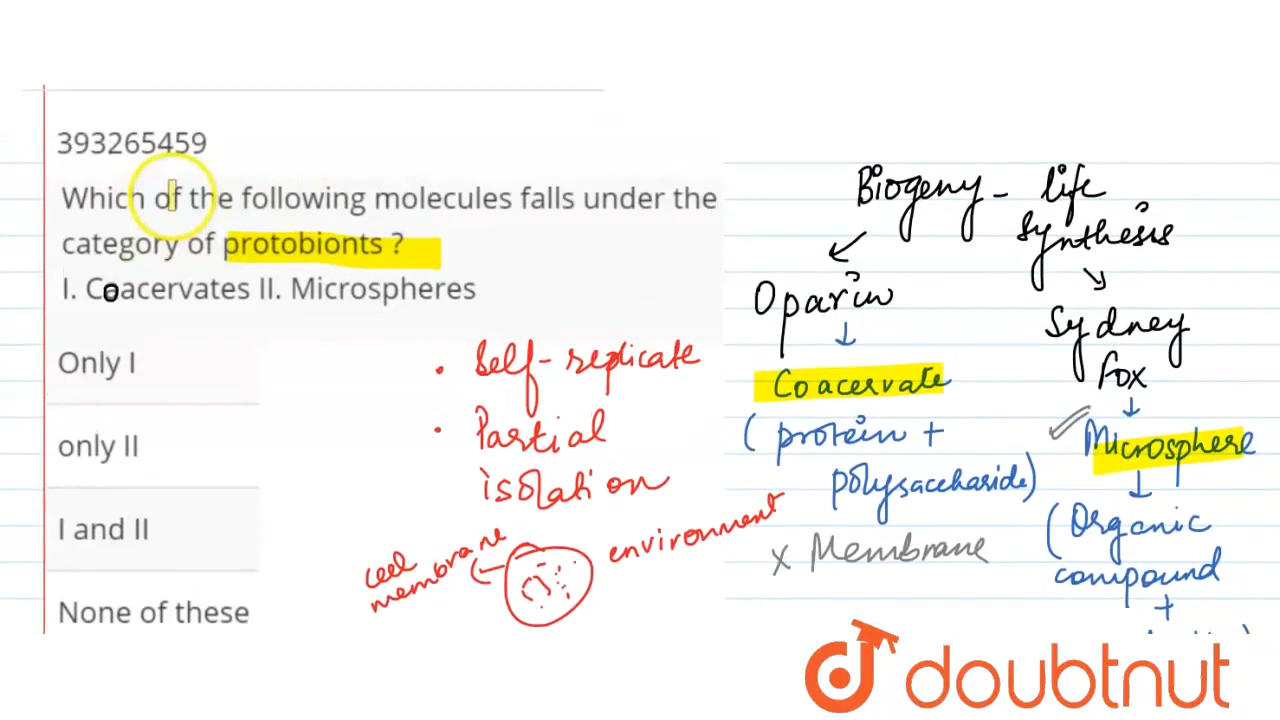 393265459
Which of the following molecules falls under the
category of protobionts ?
I. Coacervates II. Microspheres
Only I
only II
I and II
None of these
• Self-replicate
• Partial
isolation
cell
membrane
environment
Biogeny - life
synthesis
Oparin
Coacervate
(protein +
polysaccharide)
x Membrane
Sydney
Fox
Microsphere
(Organic
compound
+
doubtnut